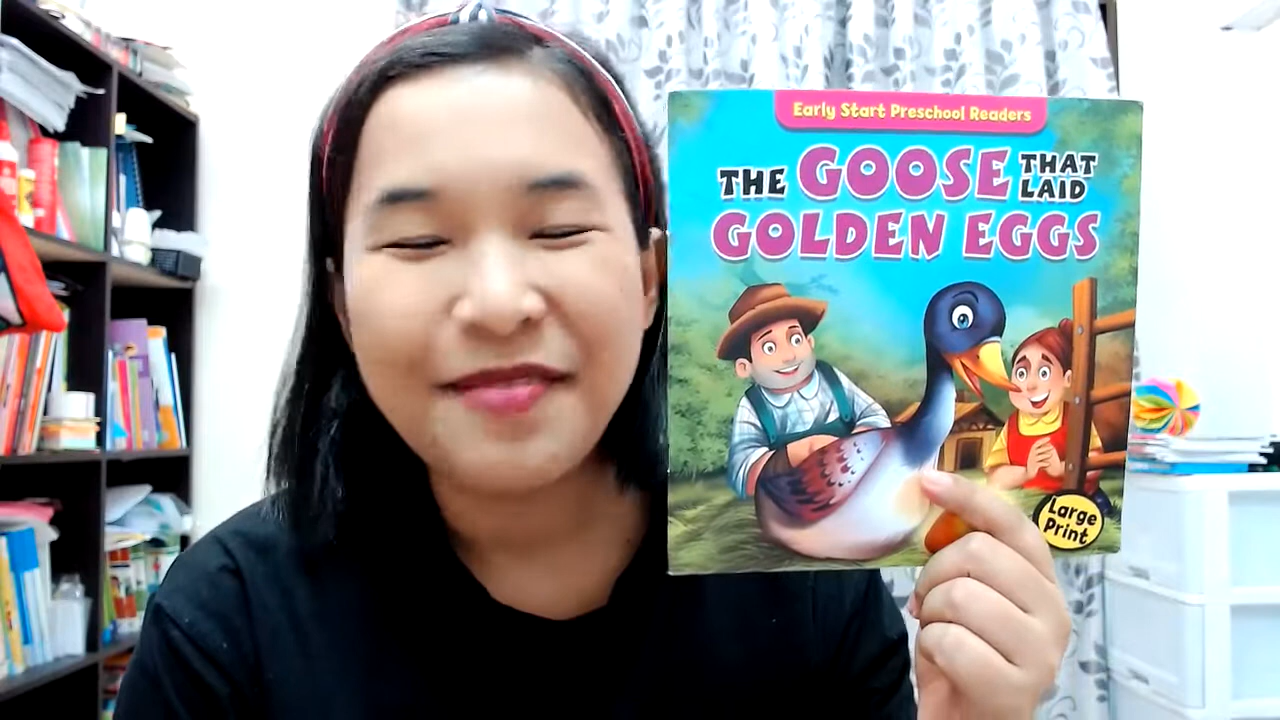 Early Start Preschool Readers
THE GOOSE THAT LAID
GOLDEN EGGS
Large
Print